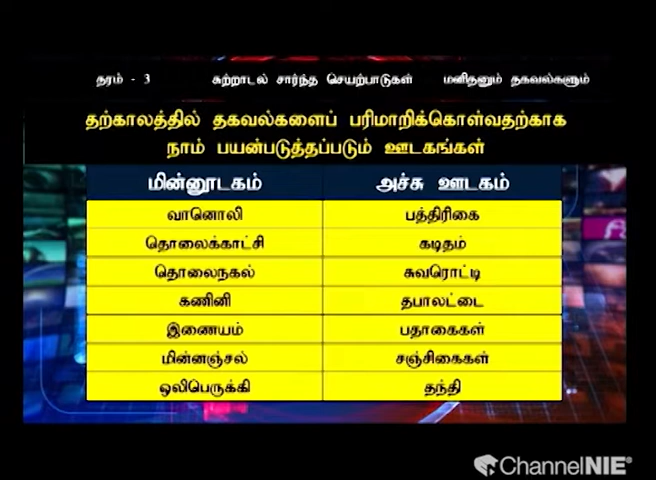 தரம் - 3 சுற்றாடல் சார்ந்த செயற்பாடுகள் மனிதனும் தகவல்களும்
தற்காலத்தில் தகவல்களைப் பரிமாறிக்கொள்வதற்காக
நாம் பயன்படுத்தப்படும் ஊடகங்கள்
மின்னூடகம் அச்சு ஊடகம்
வானொலி பத்திரிகை
தொலைக்காட்சி கடிதம்
தொலைநகல் சுவரொட்டி
கணினி தபாலட்டை
இணையம் பதாகைகள்
மின்னஞ்சல் சஞ்சிகைகள்
ஒலிபெருக்கி தந்தி
ChannelNIE®